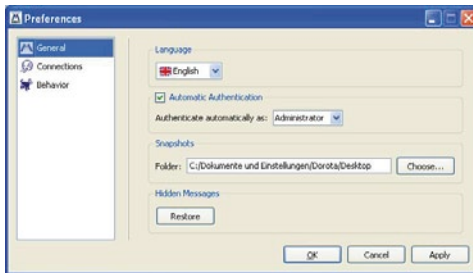 Preferences
General
Connections
Behavior
Language
English
Automatic Authentication
Authenticate automatically as: Administrator
Snapshots
Folder: C:/Dokumente und Einstellungen/Dorota/Desktop Choose...
Hidden Messages
Restore
OK Cancel Apply